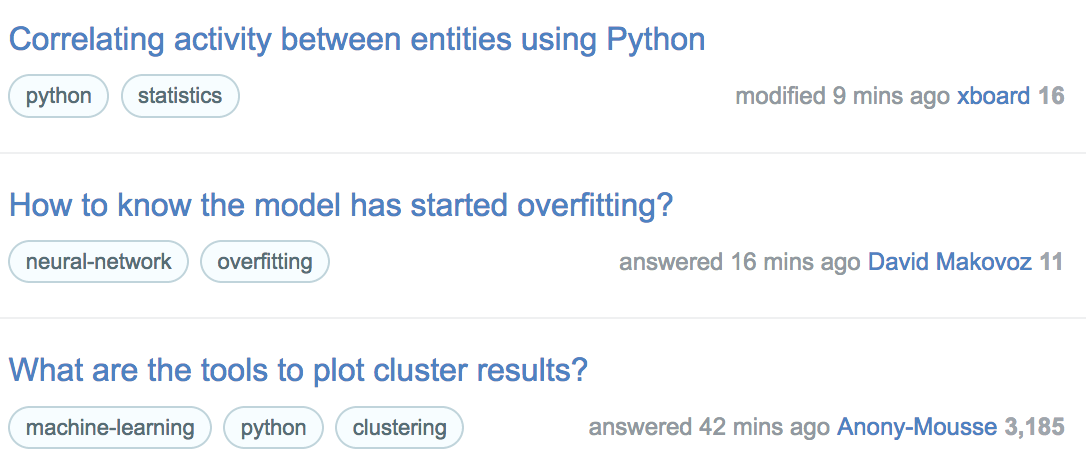 Correlating activity between entities using Python
python statistics modified 9 mins ago xboard 16
How to know the model has started overfitting?
neural-network overfitting answered 16 mins ago David Makovoz 11
What are the tools to plot cluster results?
machine-learning python clustering answered 42 mins ago Anony-Mousse 3,185